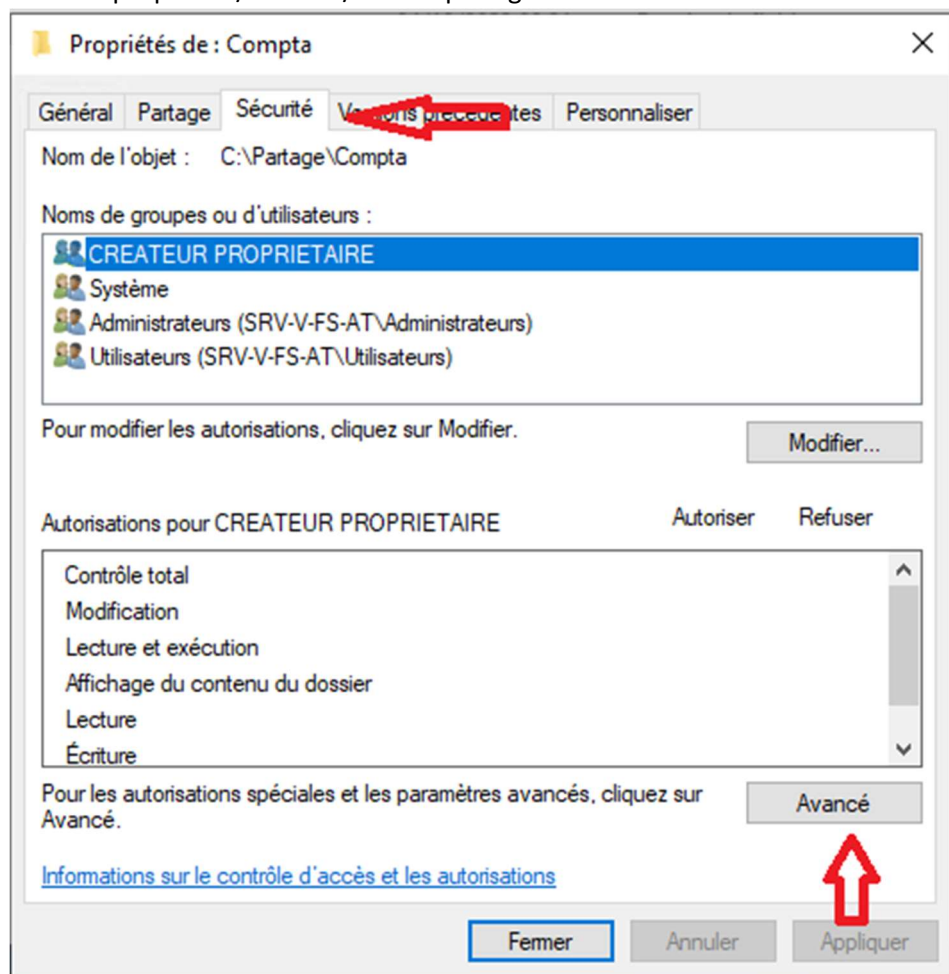 Propriétés de : Compta
Général Partage Sécurité Versions précédentes Personnaliser
Nom de l'objet : C:\Partage\Compta
Noms de groupes ou d'utilisateurs :
CREATEUR PROPRIETAIRE
Système
Administrateurs (SRV-V-FS-AT\Administrateurs)
Utilisateurs (SRV-V-FS-AT\Utilisateurs)
Pour modifier les autorisations, cliquez sur Modifier.
Modifier...
Autorisations pour CREATEUR PROPRIETAIRE Autoriser Refuser
Contrôle total
Modification
Lecture et exécution
Affichage du contenu du dossier
Lecture
Écriture
Pour les autorisations spéciales et les paramètres avancés, cliquez sur
Avancé.
Avancé
Informations sur le contrôle d'accès et les autorisations
Fermer Annuler Appliquer